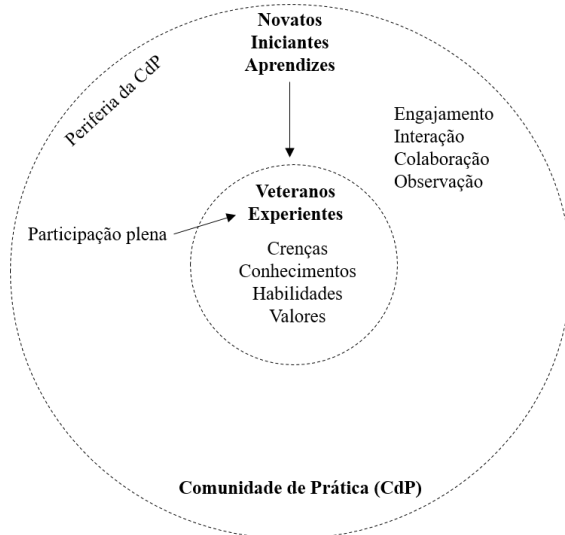 Novatos
Iniciantes
Aprendizes
Periferia da CdP
Engajamento
Interação
Colaboração
Observação
Veteranos
Experientes
Participação plena
Crenças
Conhecimentos
Habilidades
Valores
Comunidade de Prática (CdP)